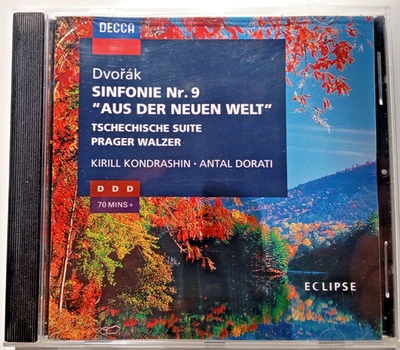 DECCA
Dvořák
SINFONIE Nr. 9
"AUS DER NEUEN WELT"
TSCHECHISCHE SUITE
PRAGER WALZER
KIRILL KONDRASHIN · ANTAL DORATI
D D D
70 MINS +
ECLIPSE